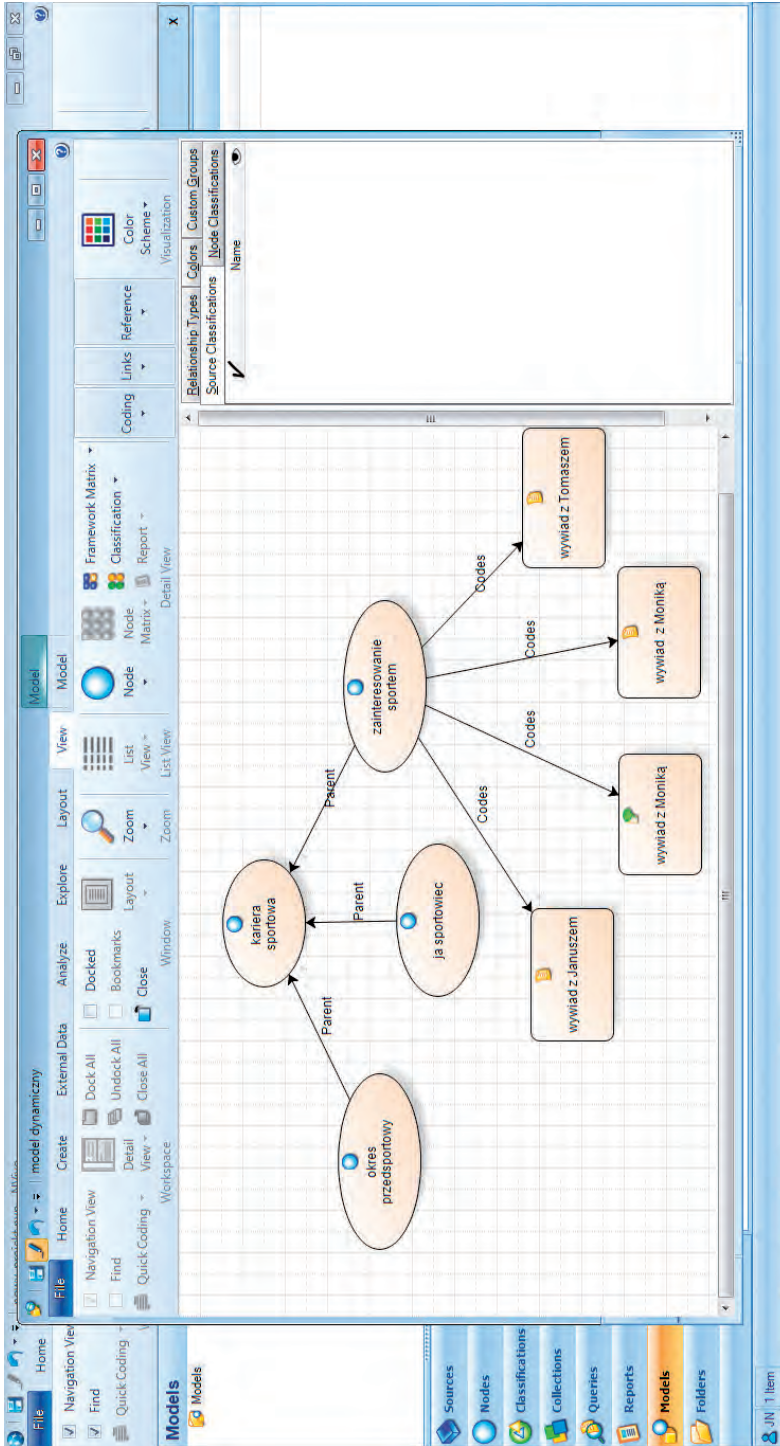 nowy projekt.nvp - NVivo
File
Home
Navigation View
Find
Quick Coding
Models
Models
Sources
Nodes
Classifications
Collections
Queries
Reports
Models
Folders
JN 1 Item
model dynamiczny
Model
File
Home
Create
External Data
Analyze
Explore
Layout
View
Model
Navigation View
Find
Quick Coding
Detail
View
Dock All
Undock All
Close All
Workspace
Docked
Bookmarks
Close
Layout
Window
Zoom
Zoom
List
View
List View
Node
Node
Matrix
Framework Matrix
Classification
Report
Detail View
Coding
Links
Reference
Color
Scheme
Visualization
okres
przedsportowy
Parent
kariera
sportowa
Parent
ja sportowiec
Parent
zainteresowanie
sportem
Codes
Codes
Codes
Codes
wywiad z Januszem
wywiad z Moniką
wywiad z Moniką
wywiad z Tomaszem
Relationship Types
Colors
Custom Groups
Source Classifications
Node Classifications
Name